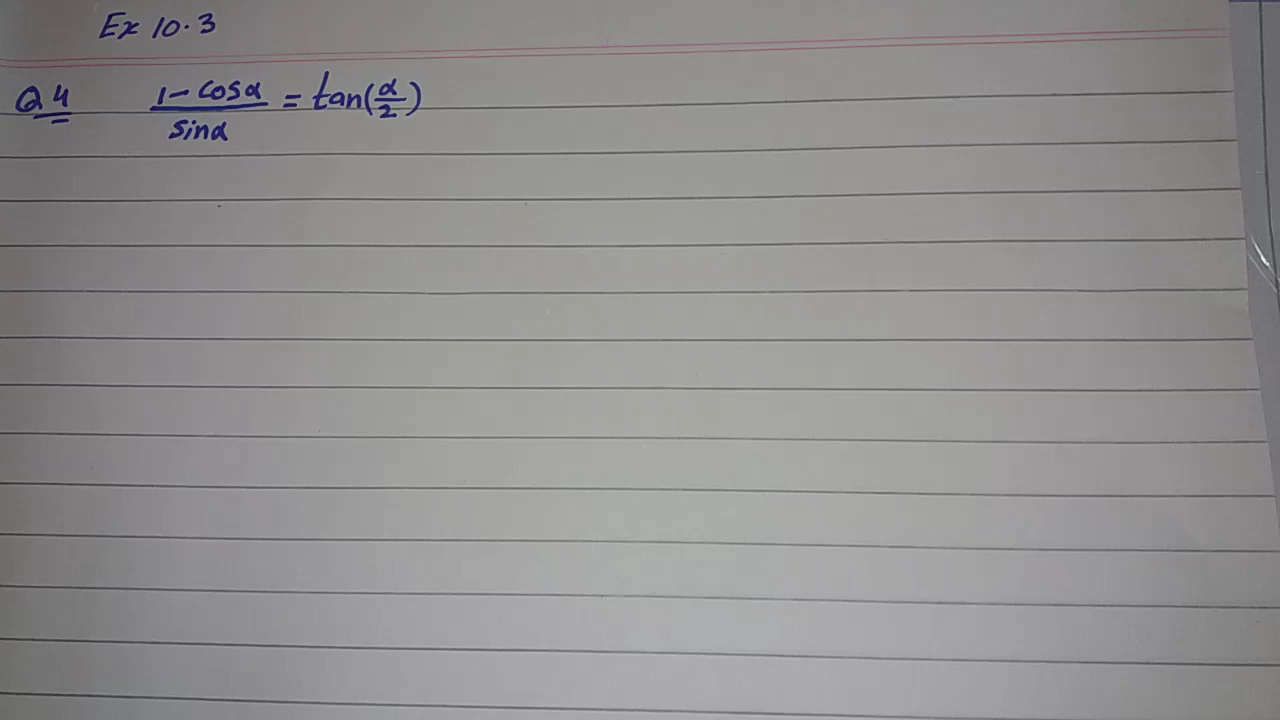 Ex 10.3
Q4 1-cosα/sinα = tan(α/2)